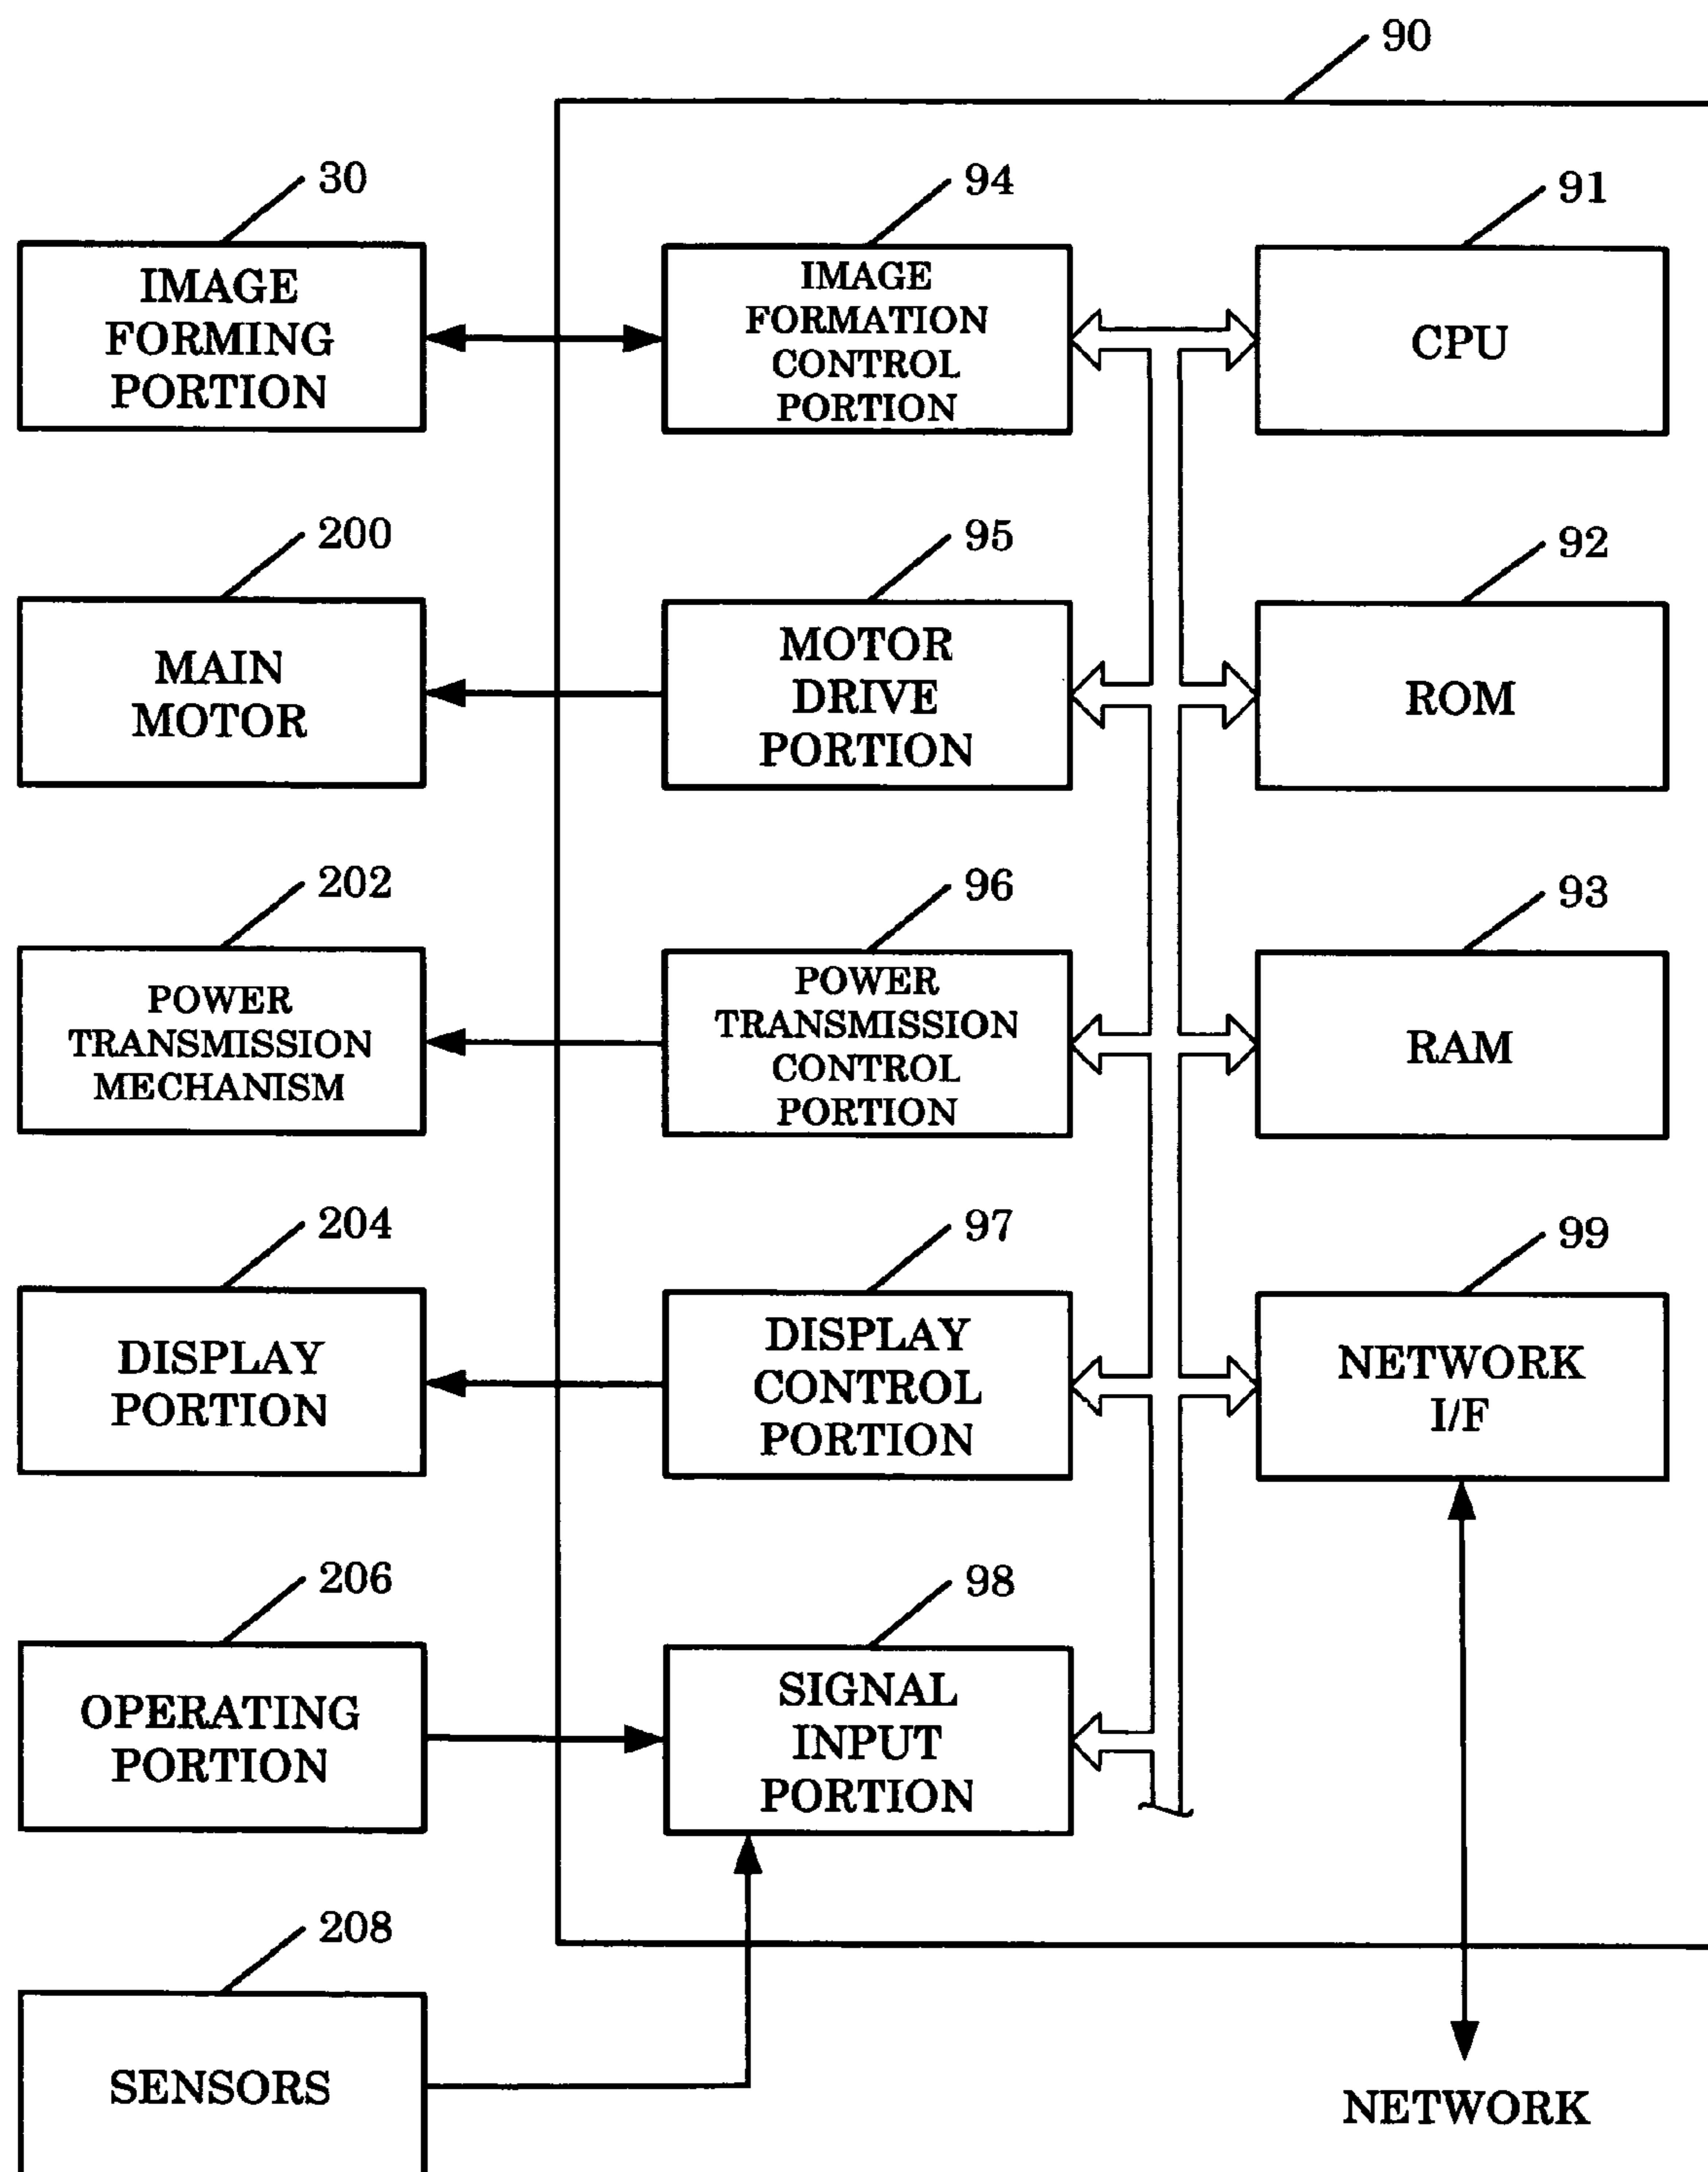 90
30
94
91
IMAGE
FORMING
PORTION
IMAGE
FORMATION
CONTROL
PORTION
CPU
200
95
92
MAIN
MOTOR
MOTOR
DRIVE
PORTION
ROM
202
96
93
POWER
TRANSMISSION
MECHANISM
POWER
TRANSMISSION
CONTROL
PORTION
RAM
204
97
99
DISPLAY
PORTION
DISPLAY
CONTROL
PORTION
NETWORK
I/F
206
98
OPERATING
PORTION
SIGNAL
INPUT
PORTION
208
SENSORS
NETWORK